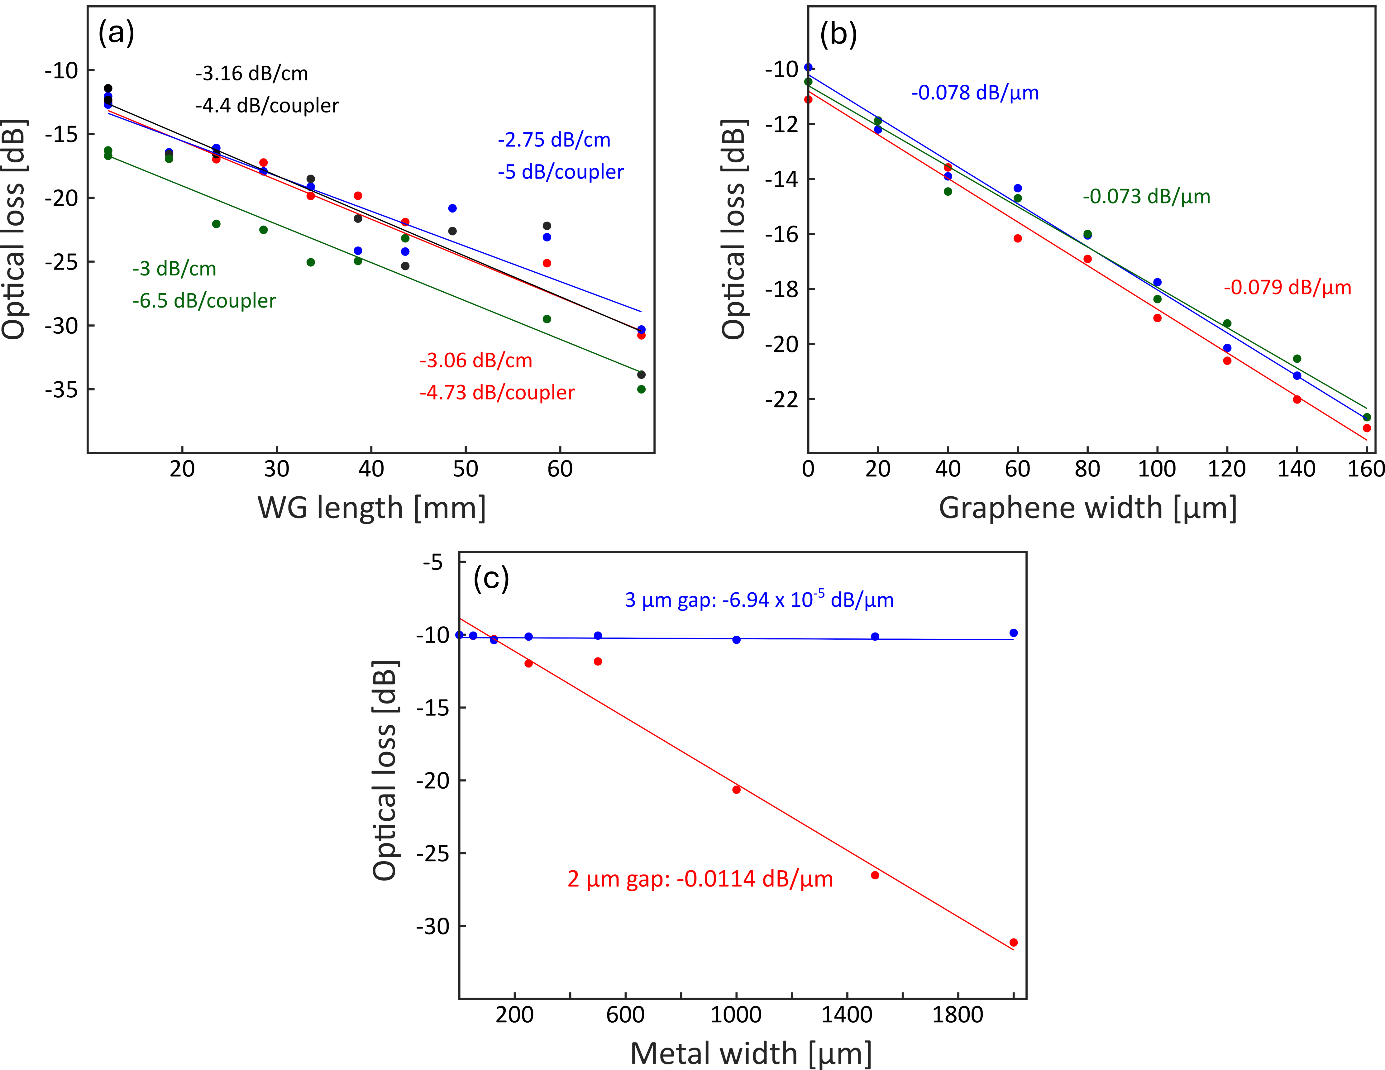 (a)
-3.16 dB/cm
-4.4 dB/coupler
-2.75 dB/cm
-5 dB/coupler
-3 dB/cm
-6.5 dB/coupler
-3.06 dB/cm
-4.73 dB/coupler
Optical loss [dB]
-10
-15
-20
-25
-30
-35
20 30 40 50 60
WG length [mm]
(b)
-0.078 dB/µm
-0.073 dB/µm
-0.079 dB/µm
Optical loss [dB]
-10
-12
-14
-16
-18
-20
-22
0 20 40 60 80 100 120 140 160
Graphene width [µm]
(c)
3 µm gap: -6.94 x 10⁻⁵ dB/µm
2 µm gap: -0.0114 dB/µm
Optical loss [dB]
-5
-10
-15
-20
-25
-30
200 600 1000 1400 1800
Metal width [µm]